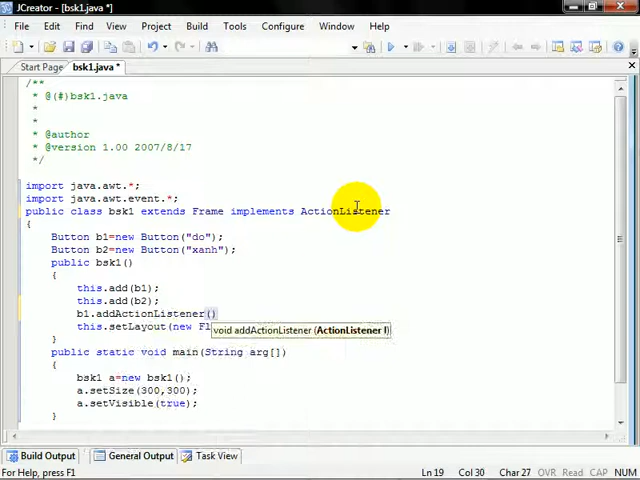 JCreator - [bsk1.java *]
File Edit View Project Build Tools Configure Window Help
Start Page bsk1.java *
/**
* @(#)bsk1.java
*
*
* @author
* @version 1.00 2007/8/17
*/
import java.awt.*;
import java.awt.event.*;
public class bsk1 extends Frame implements ActionListener
{
Button b1=new Button("do");
Button b2=new Button("xanh");
public bsk1()
{
this.add(b1);
this.add(b2);
b1.addActionListener()
this.setLayout(new Fl
void addActionListener (ActionListener l)
}
public static void main(String arg[])
{
bsk1 a=new bsk1();
a.setSize(300,300);
a.setVisible(true);
}
Build Output General Output Task View
For Help, press F1 Ln 19 Col 30 Char 27 OVR Read CAP NUM